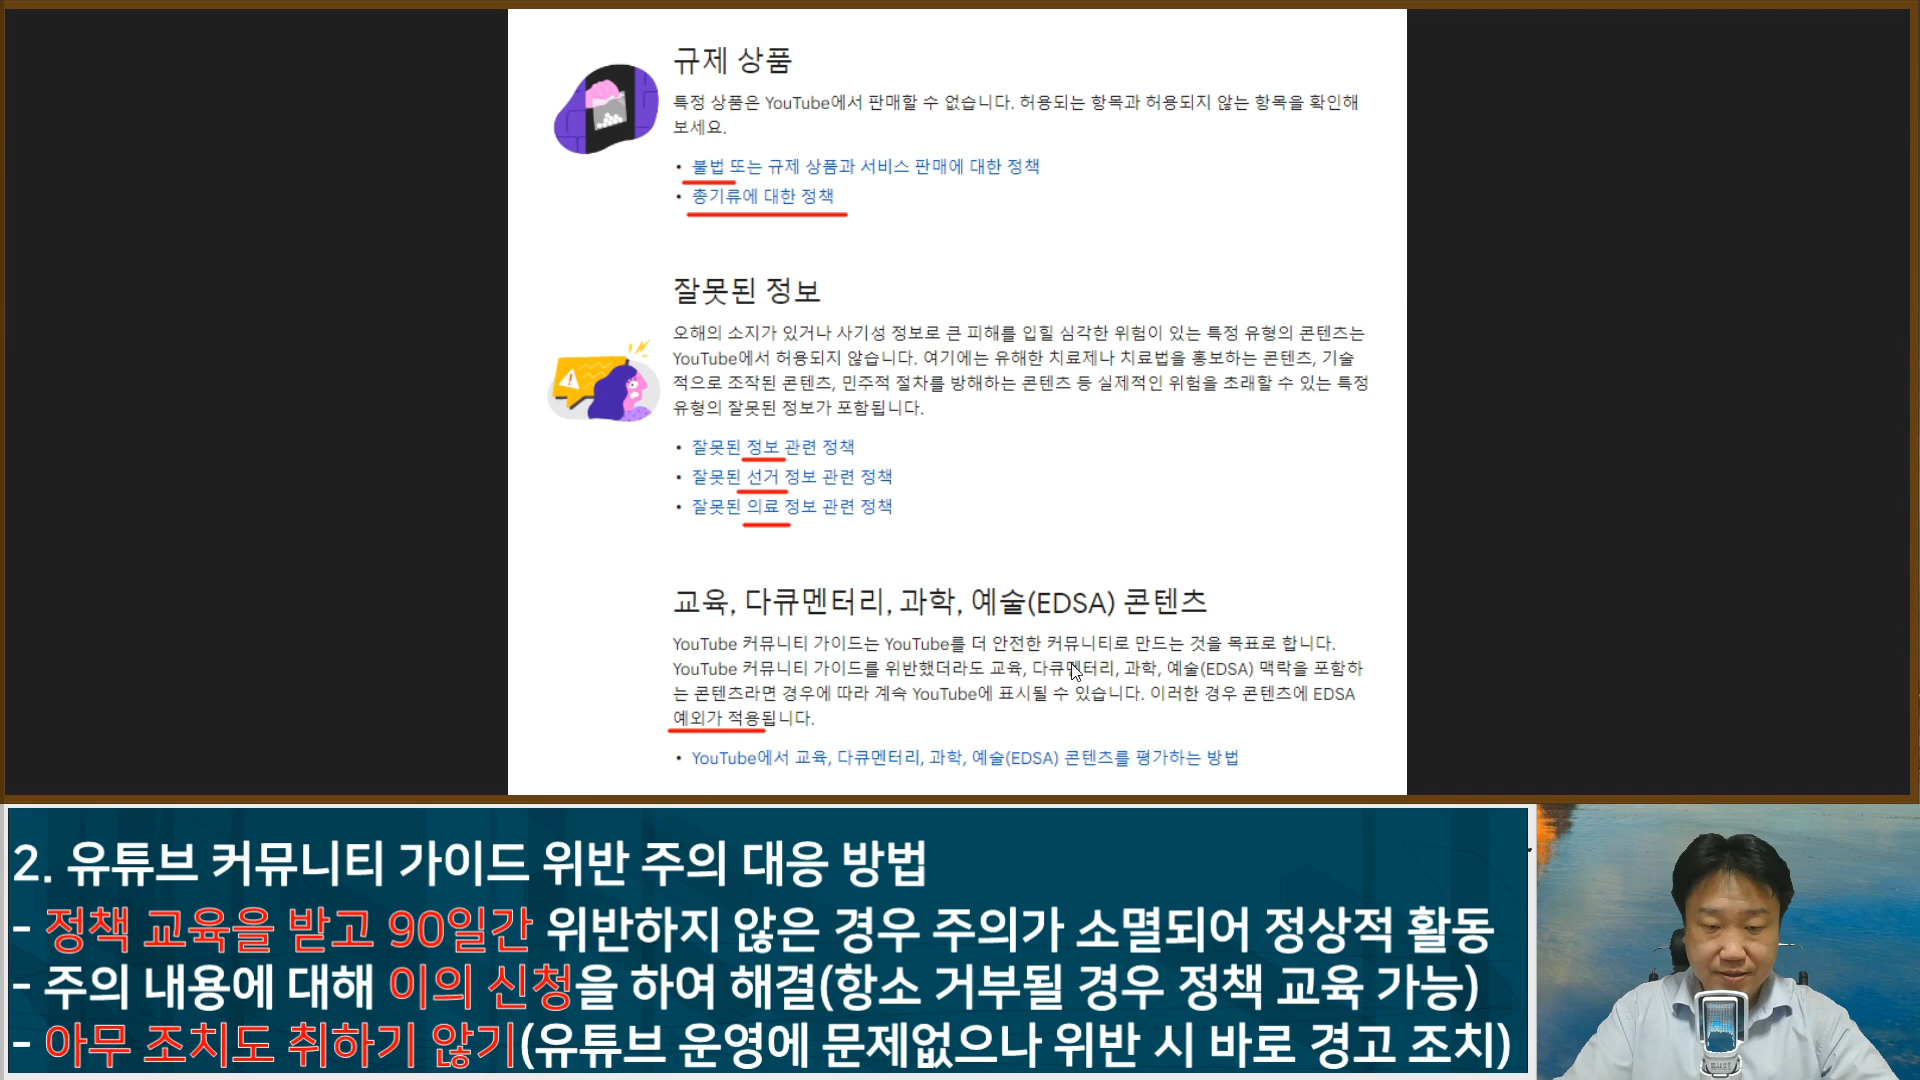 규제 상품
특정 상품은 YouTube에서 판매할 수 없습니다. 허용되는 항목과 허용되지 않는 항목을 확인해
보세요.
• 불법 또는 규제 상품과 서비스 판매에 대한 정책
• 총기류에 대한 정책
잘못된 정보
오해의 소지가 있거나 사기성 정보로 큰 피해를 입힐 심각한 위험이 있는 특정 유형의 콘텐츠는
YouTube에서 허용되지 않습니다. 여기에는 유해한 치료제나 치료법을 홍보하는 콘텐츠, 기술
적으로 조작된 콘텐츠, 민주적 절차를 방해하는 콘텐츠 등 실제적인 위험을 초래할 수 있는 특정
유형의 잘못된 정보가 포함됩니다.
• 잘못된 정보 관련 정책
• 잘못된 선거 정보 관련 정책
• 잘못된 의료 정보 관련 정책
교육, 다큐멘터리, 과학, 예술(EDSA) 콘텐츠
YouTube 커뮤니티 가이드는 YouTube를 더 안전한 커뮤니티로 만드는 것을 목표로 합니다.
YouTube 커뮤니티 가이드를 위반했더라도 교육, 다큐멘터리, 과학, 예술(EDSA) 맥락을 포함하
는 콘텐츠라면 경우에 따라 계속 YouTube에 표시될 수 있습니다. 이러한 경우 콘텐츠에 EDSA
예외가 적용됩니다.
• YouTube에서 교육, 다큐멘터리, 과학, 예술(EDSA) 콘텐츠를 평가하는 방법
2. 유튜브 커뮤니티 가이드 위반 주의 대응 방법
- 정책 교육을 받고 90일간 위반하지 않은 경우 주의가 소멸되어 정상적 활동
- 주의 내용에 대해 이의 신청을 하여 해결(항소 거부될 경우 정책 교육 가능)
- 아무 조치도 취하기 않기(유튜브 운영에 문제없으나 위반 시 바로 경고 조치)